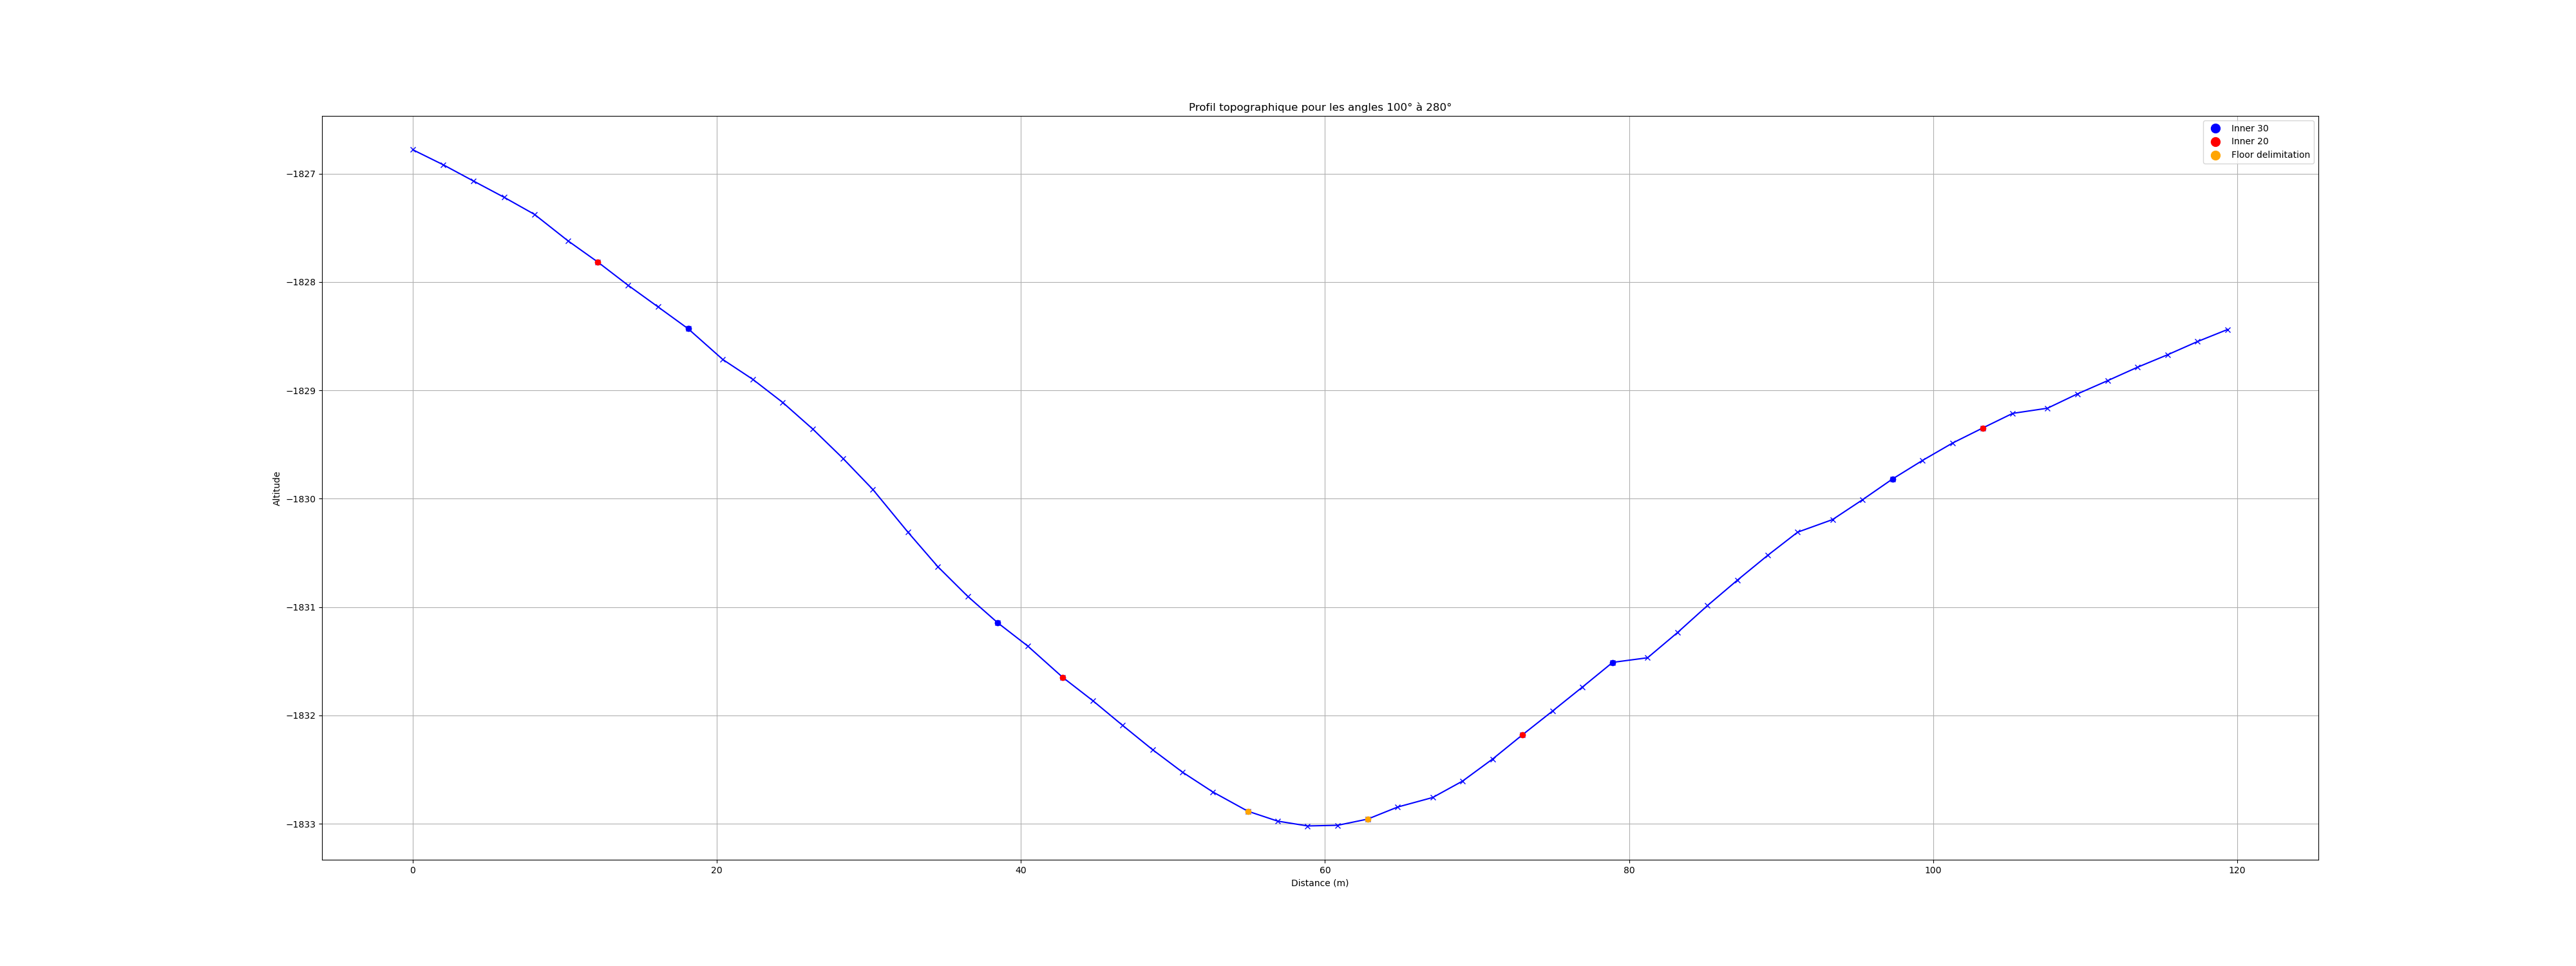 Profil topographique pour les angles 100° à 280°
Inner 30
Inner 20
Floor delimitation
−1827
−1828
−1829
−1830
−1831
−1832
−1833
Altitude
0 20 40 60 80 100 120
Distance (m)